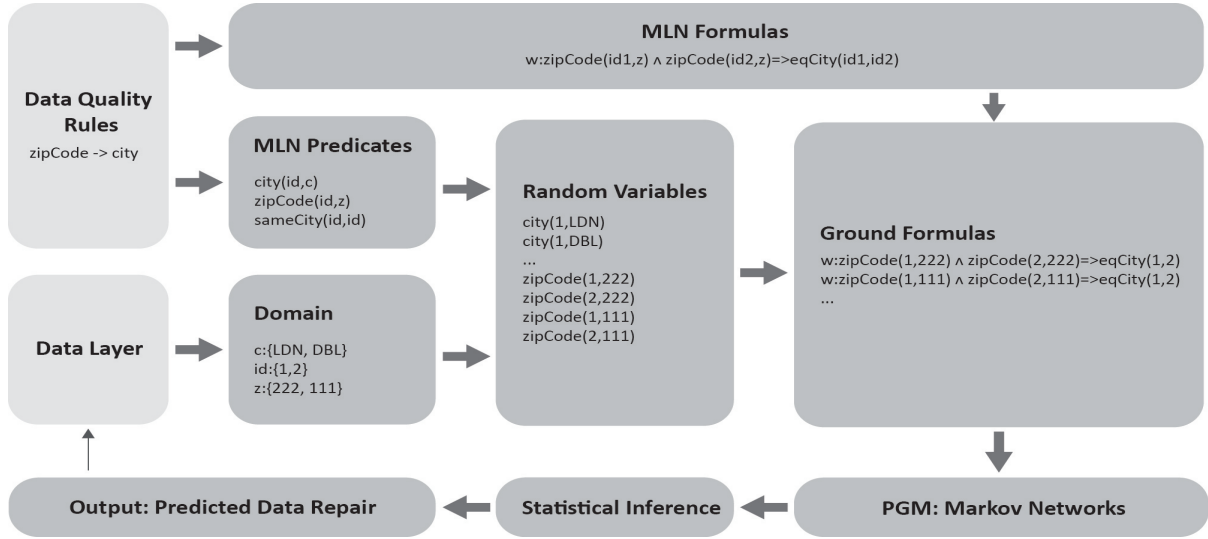 MLN Formulas
w:zipCode(id1,z) ∧ zipCode(id2,z)=>eqCity(id1,id2)
Data Quality
Rules
zipCode -> city
MLN Predicates
city(id,c)
zipCode(id,z)
sameCity(id,id)
Random Variables
city(1,LDN)
city(1,DBL)
...
zipCode(1,222)
zipCode(2,222)
zipCode(1,111)
zipCode(2,111)
Ground Formulas
w:zipCode(1,222) ∧ zipCode(2,222)=>eqCity(1,2)
w:zipCode(1,111) ∧ zipCode(2,111)=>eqCity(1,2)
...
Data Layer
Domain
c:{LDN, DBL}
id:{1,2}
z:{222, 111}
Output: Predicted Data Repair
Statistical Inference
PGM: Markov Networks